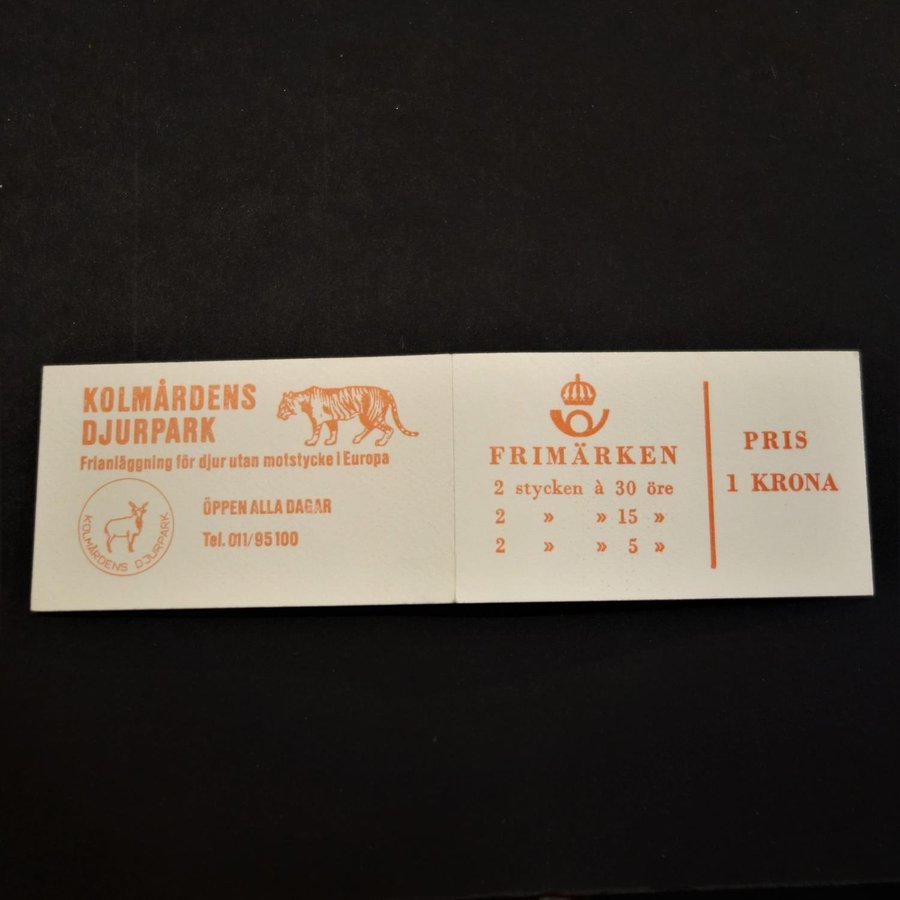 KOLMÅRDENS
DJURPARK
Frianläggning för djur utan motstycke i Europa
ÖPPEN ALLA DAGAR
Tel. 011/95100
KOLMÅRDENS DJURPARK
FRIMÄRKEN
2 stycken à 30 öre
2 » » 15 »
2 » » 5 »
PRIS
1 KRONA